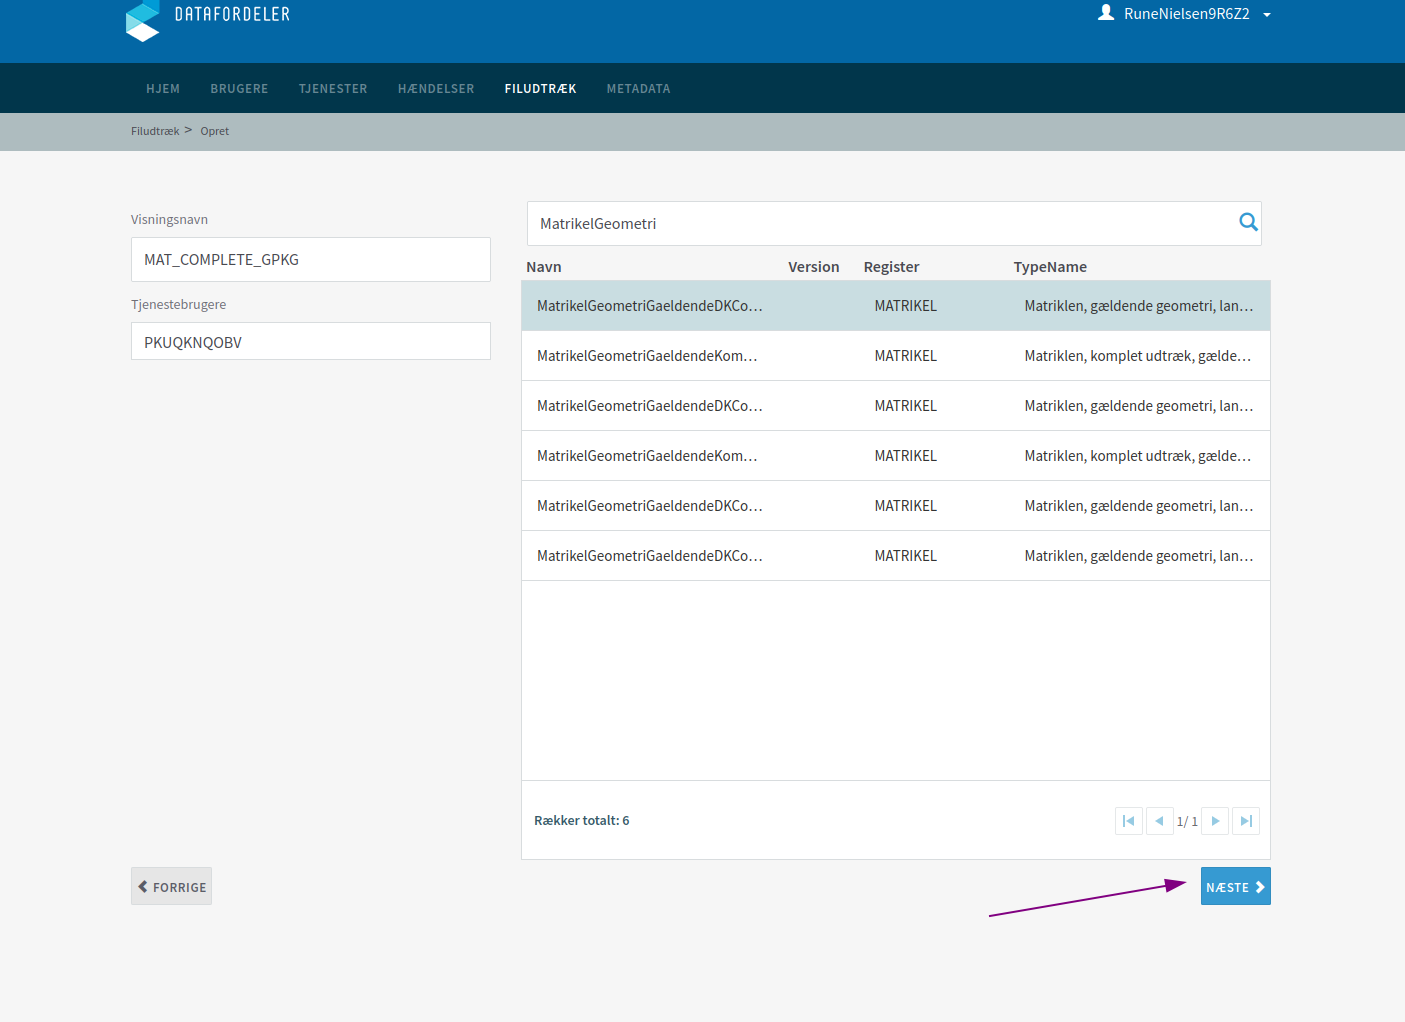 DATAFORDELER
RuneNielsen9R6Z2
HJEM BRUGERE TJENESTER HÆNDELSER FILUDTRÆK METADATA
Filudtræk > Opret
Visningsnavn
MAT_COMPLETE_GPKG
Tjenestebrugere
PKUQKNQOBV
MatrikelGeometri
Navn Version Register TypeName
MatrikelGeometriGaeldendeDKCo... MATRIKEL Matriklen, gældende geometri, lan...
MatrikelGeometriGaeldendeKom... MATRIKEL Matriklen, komplet udtræk, gælde...
MatrikelGeometriGaeldendeDKCo... MATRIKEL Matriklen, gældende geometri, lan...
MatrikelGeometriGaeldendeKom... MATRIKEL Matriklen, komplet udtræk, gælde...
MatrikelGeometriGaeldendeDKCo... MATRIKEL Matriklen, gældende geometri, lan...
MatrikelGeometriGaeldendeDKCo... MATRIKEL Matriklen, gældende geometri, lan...
Rækker totalt: 6
1/ 1
FORRIGE
NÆSTE